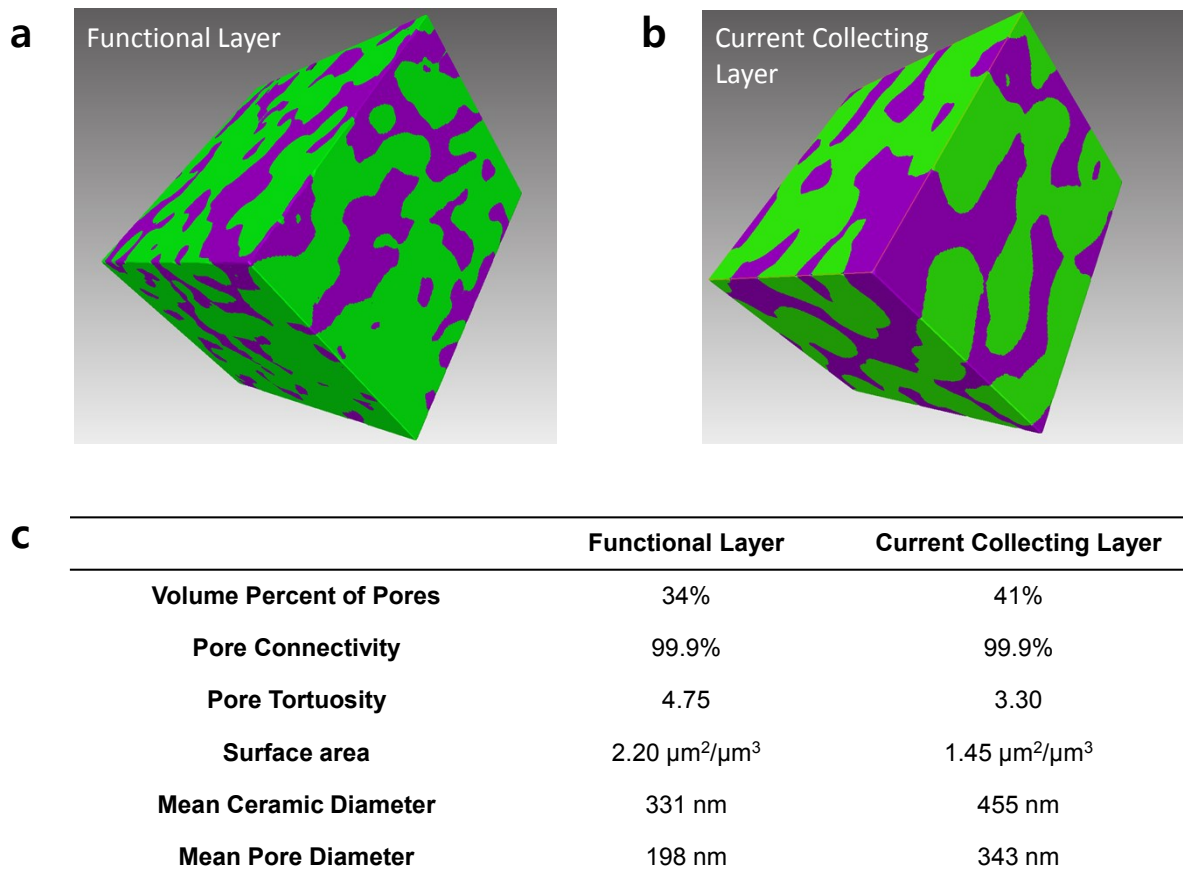 a
Functional Layer
b
Current Collecting
Layer
c
Functional Layer Current Collecting Layer
Volume Percent of Pores 34% 41%
Pore Connectivity 99.9% 99.9%
Pore Tortuosity 4.75 3.30
Surface area 2.20 µm²/µm³ 1.45 µm²/µm³
Mean Ceramic Diameter 331 nm 455 nm
Mean Pore Diameter 198 nm 343 nm